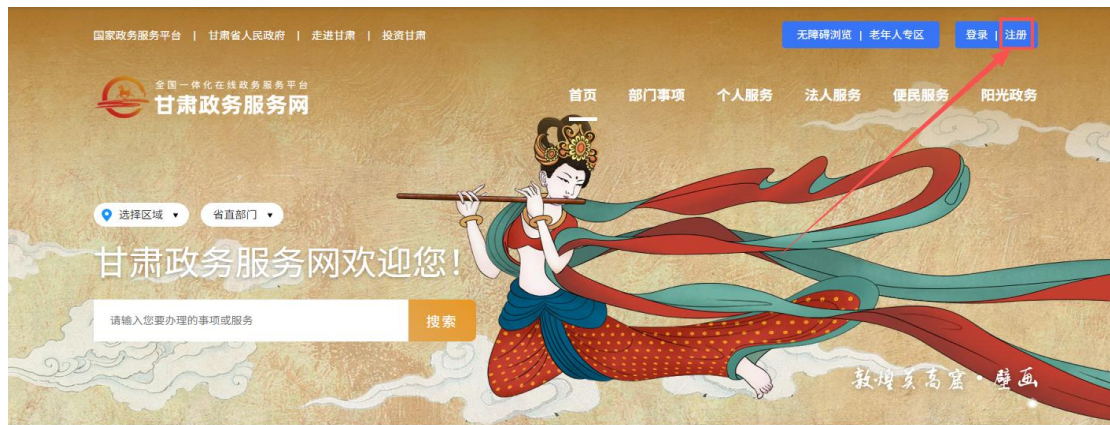 国家政务服务平台 | 甘肃省人民政府 | 走进甘肃 | 投资甘肃
无障碍浏览 | 老年人专区
登录 | 注册
全国一体化在线政务服务平台
甘肃政务服务网
首页 部门事项 个人服务 法人服务 便民服务 阳光政务
选择区域 ▼ 省直部门 ▼
甘肃政务服务网欢迎您！
请输入您要办理的事项或服务 搜索
敦煌莫高窟·壁画